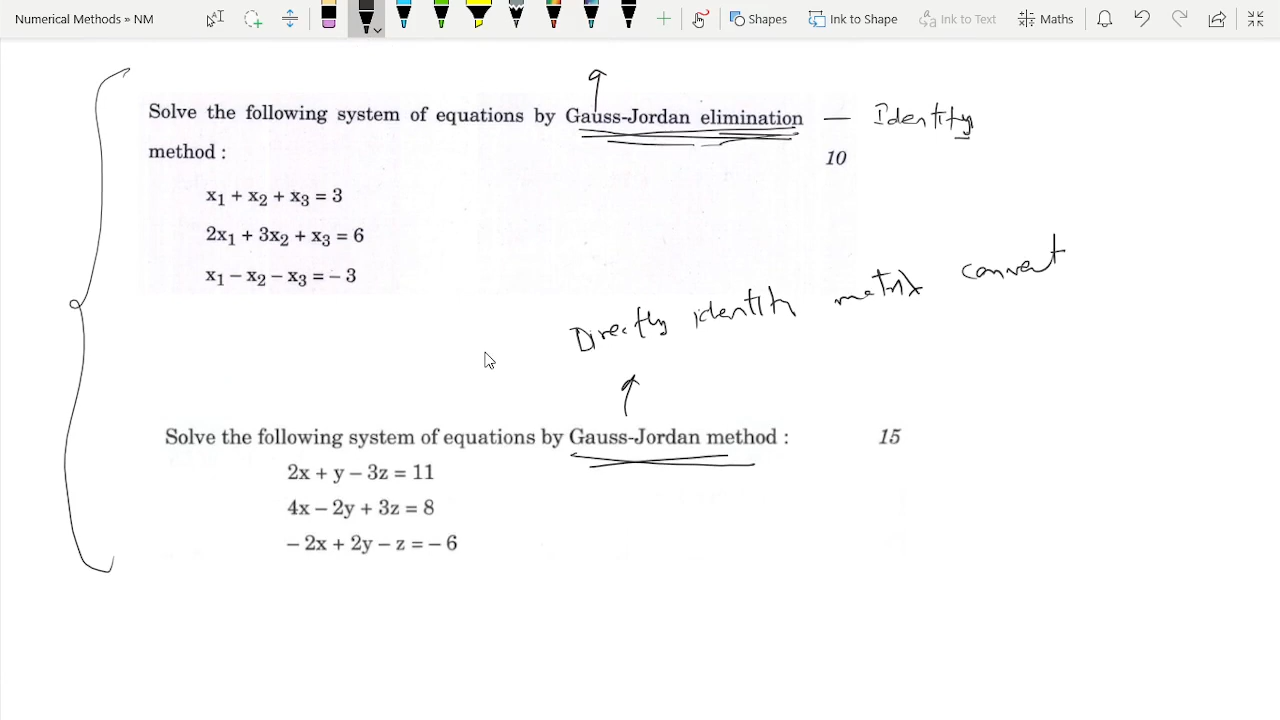 Numerical Methods » NM
Shapes
Ink to Shape
Ink to Text
Maths
Solve the following system of equations by Gauss-Jordan elimination — Identity
method :
10
x₁ + x₂ + x₃ = 3
2x₁ + 3x₂ + x₃ = 6
x₁ – x₂ – x₃ = – 3
Directly identity matrix convert
Solve the following system of equations by Gauss-Jordan method : 15
2x + y – 3z = 11
4x – 2y + 3z = 8
– 2x + 2y – z = – 6